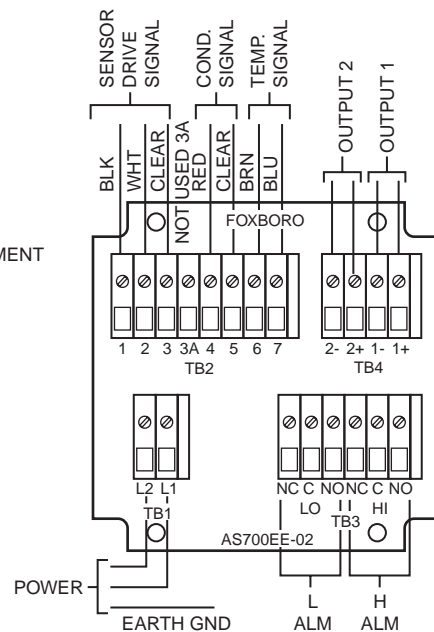 SENSOR
DRIVE
SIGNAL
COND.
SIGNAL
TEMP.
SIGNAL
OUTPUT 2
OUTPUT 1
BLK
WHT
CLEAR
NOT USED 3A
RED
CLEAR
BRN
BLU
FOXBORO
MENT
1 2 3 3A 4 5 6 7
TB2
2- 2+ 1- 1+
TB4
L2 L1
TB1
NC C NO NC C NO
LO HI
TB3
AS700EE-02
POWER
EARTH GND
L
ALM
H
ALM